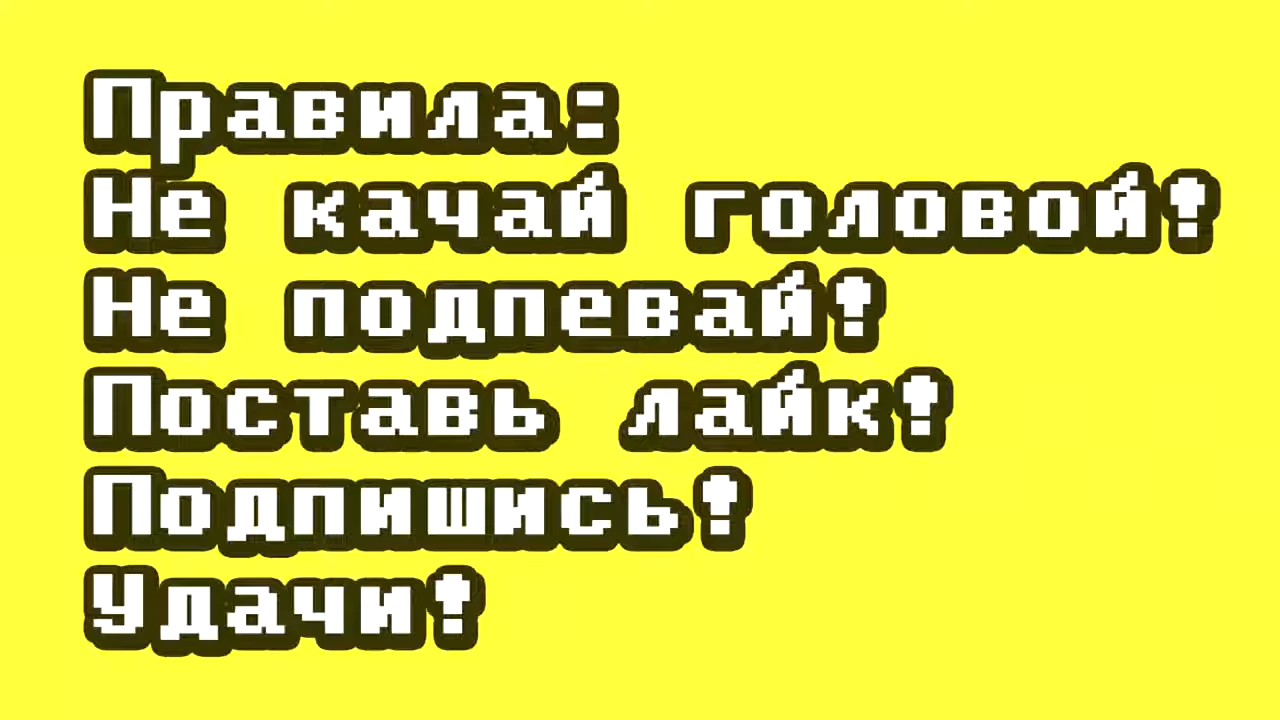 Правила:
Не качай головой!
Не подпевай!
Поставь лайк!
Подпишись!
Удачи!